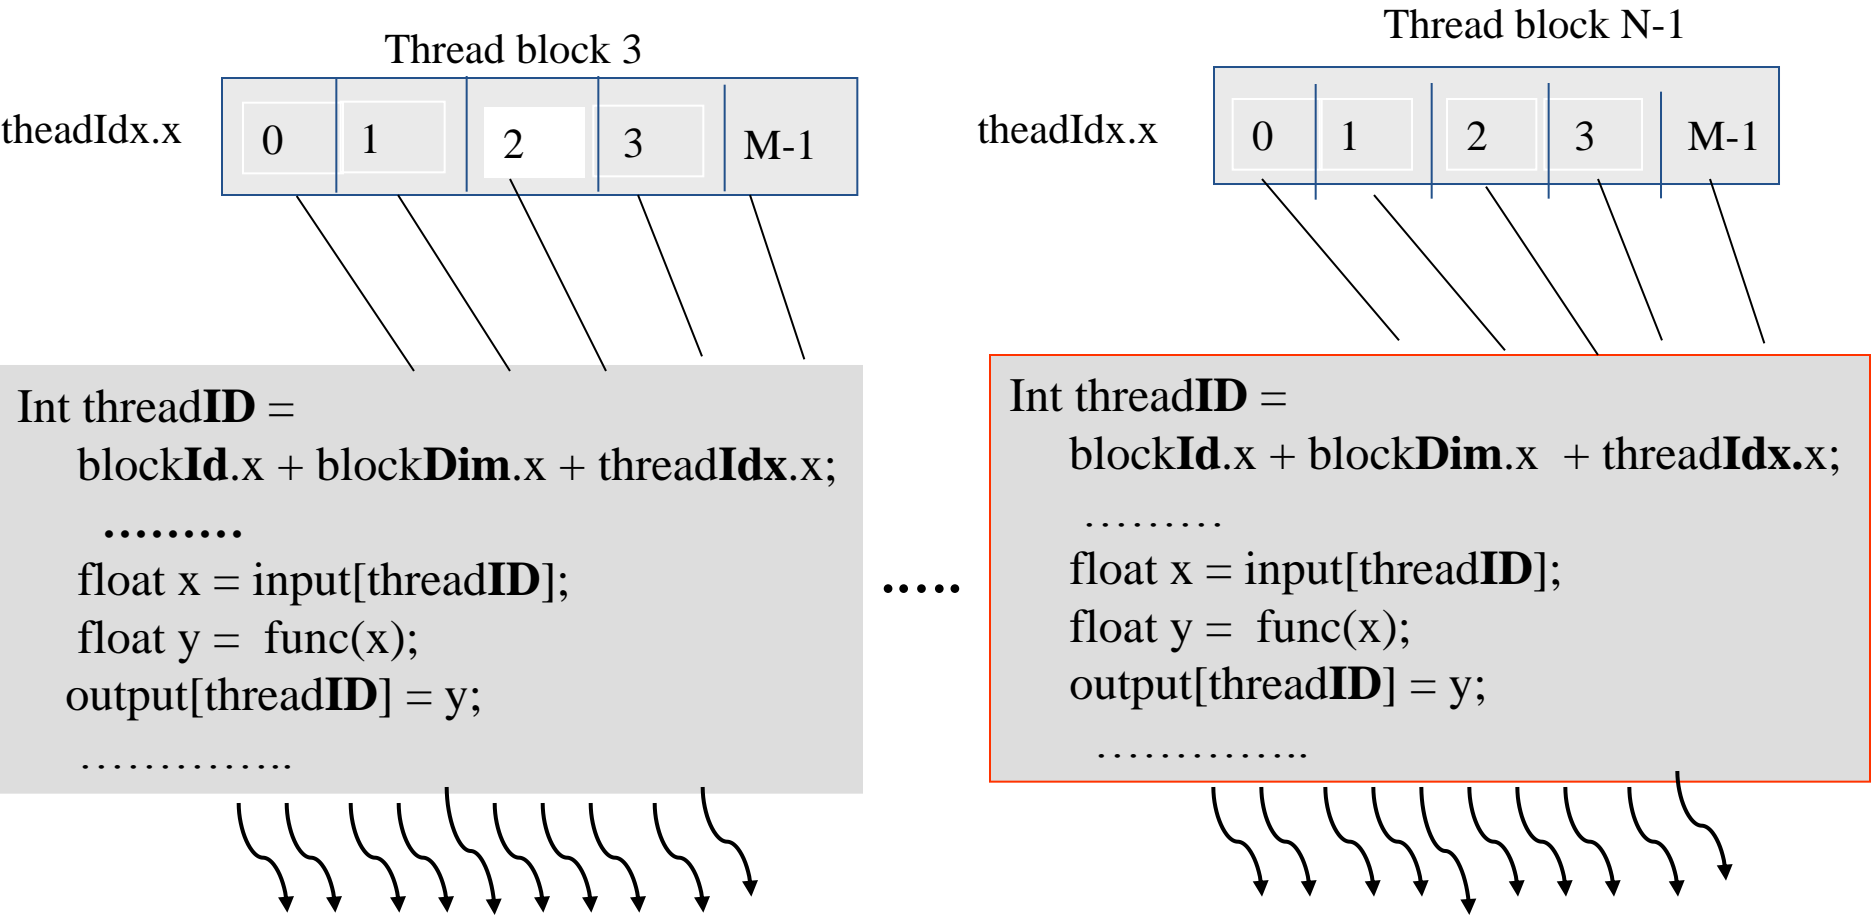 Thread block 3
theadIdx.x
0 1 2 3 M-1
Int threadID =
blockId.x + blockDim.x + threadIdx.x;
………
float x = input[threadID];
float y = func(x);
output[threadID] = y;
…………..
…..
Thread block N-1
theadIdx.x
0 1 2 3 M-1
Int threadID =
blockId.x + blockDim.x + threadIdx.x;
………
float x = input[threadID];
float y = func(x);
output[threadID] = y;
…………..